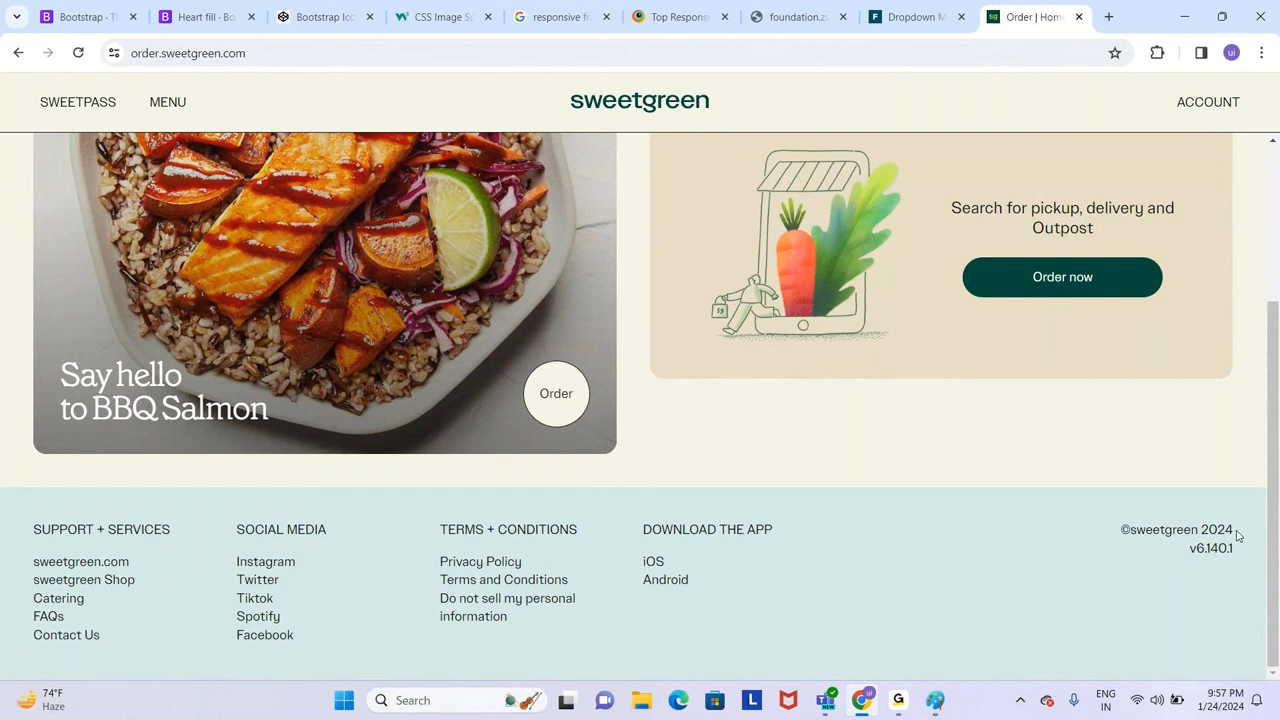 Bootstrap · T
Heart fill · Bo
Bootstrap Ico
CSS Image S
responsive fr
Top Respons
foundation.zu
Dropdown M
Order | Hom
order.sweetgreen.com
ui
SWEETPASS
MENU
sweetgreen
ACCOUNT
Say hello
to BBQ Salmon
Order
Search for pickup, delivery and
Outpost
Order now
SUPPORT + SERVICES
sweetgreen.com
sweetgreen Shop
Catering
FAQs
Contact Us
SOCIAL MEDIA
Instagram
Twitter
Tiktok
Spotify
Facebook
TERMS + CONDITIONS
Privacy Policy
Terms and Conditions
Do not sell my personal
information
DOWNLOAD THE APP
iOS
Android
©sweetgreen 2024
v6.140.1
74°F
Haze
Search
ENG
IN
9:57 PM
1/24/2024